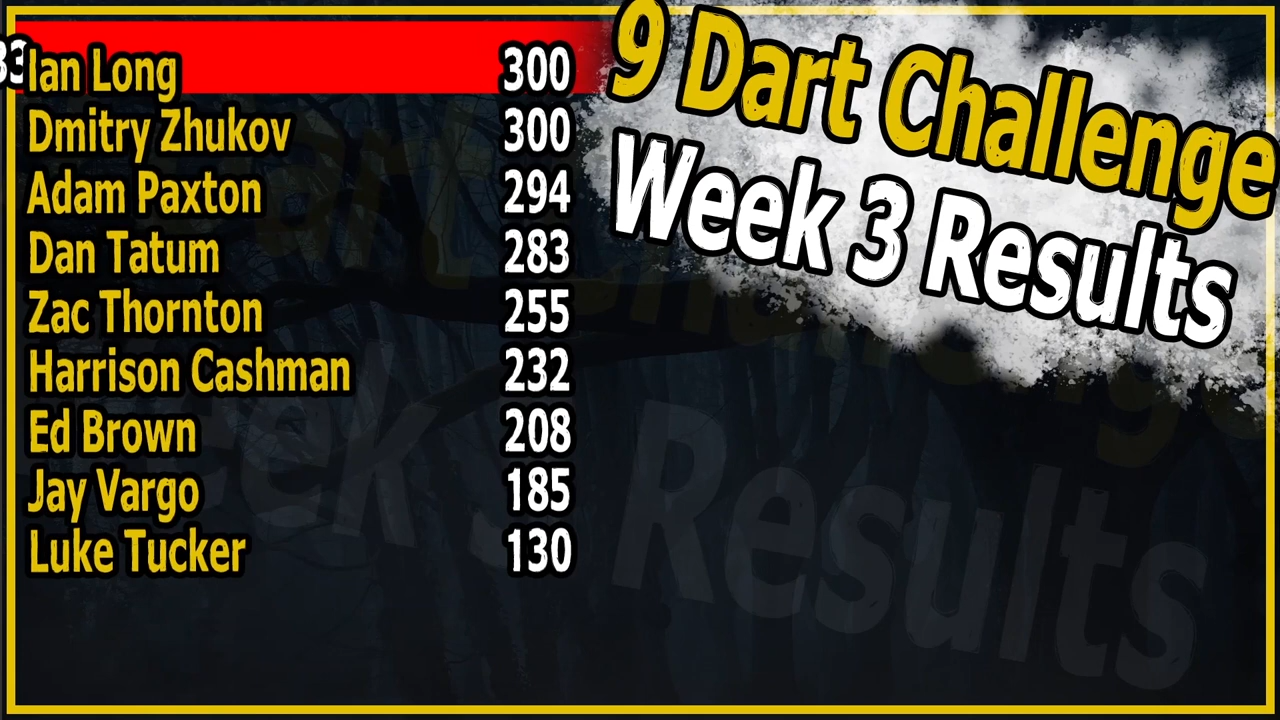 9 Dart Challenge
Week 3 Results
Ian Long 300
Dmitry Zhukov 300
Adam Paxton 294
Dan Tatum 283
Zac Thornton 255
Harrison Cashman 232
Ed Brown 208
Jay Vargo 185
Luke Tucker 130